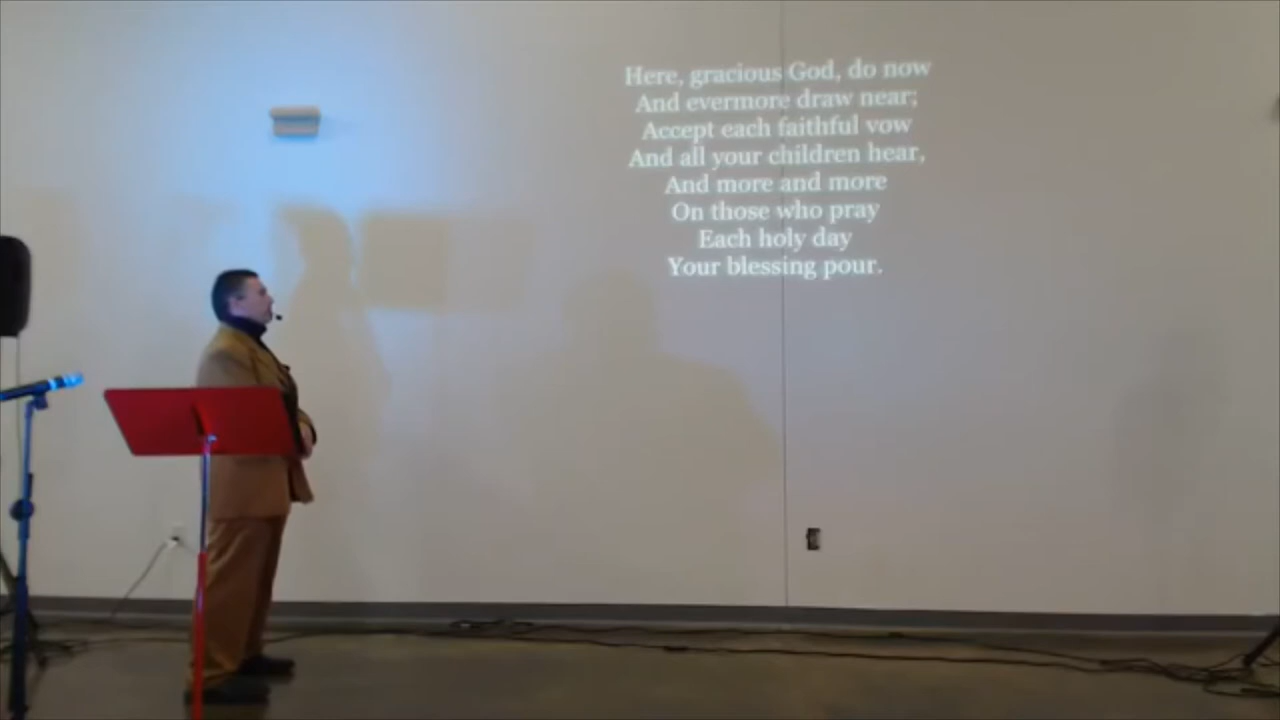 Here, gracious God, do now
And evermore draw near;
Accept each faithful vow
And all your children hear,
And more and more
On those who pray
Each holy day
Your blessing pour.